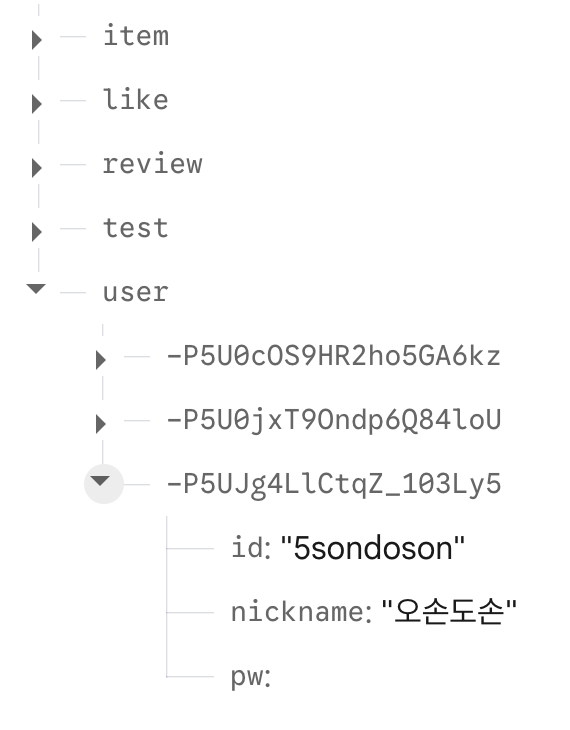 item
like
review
test
user
-P5U0cOS9HR2ho5GA6kz
-P5U0jxT9Ondp6Q84loU
-P5UJg4LlCtqZ_103Ly5
id: "5sondoson"
nickname: "오손도손"
pw: